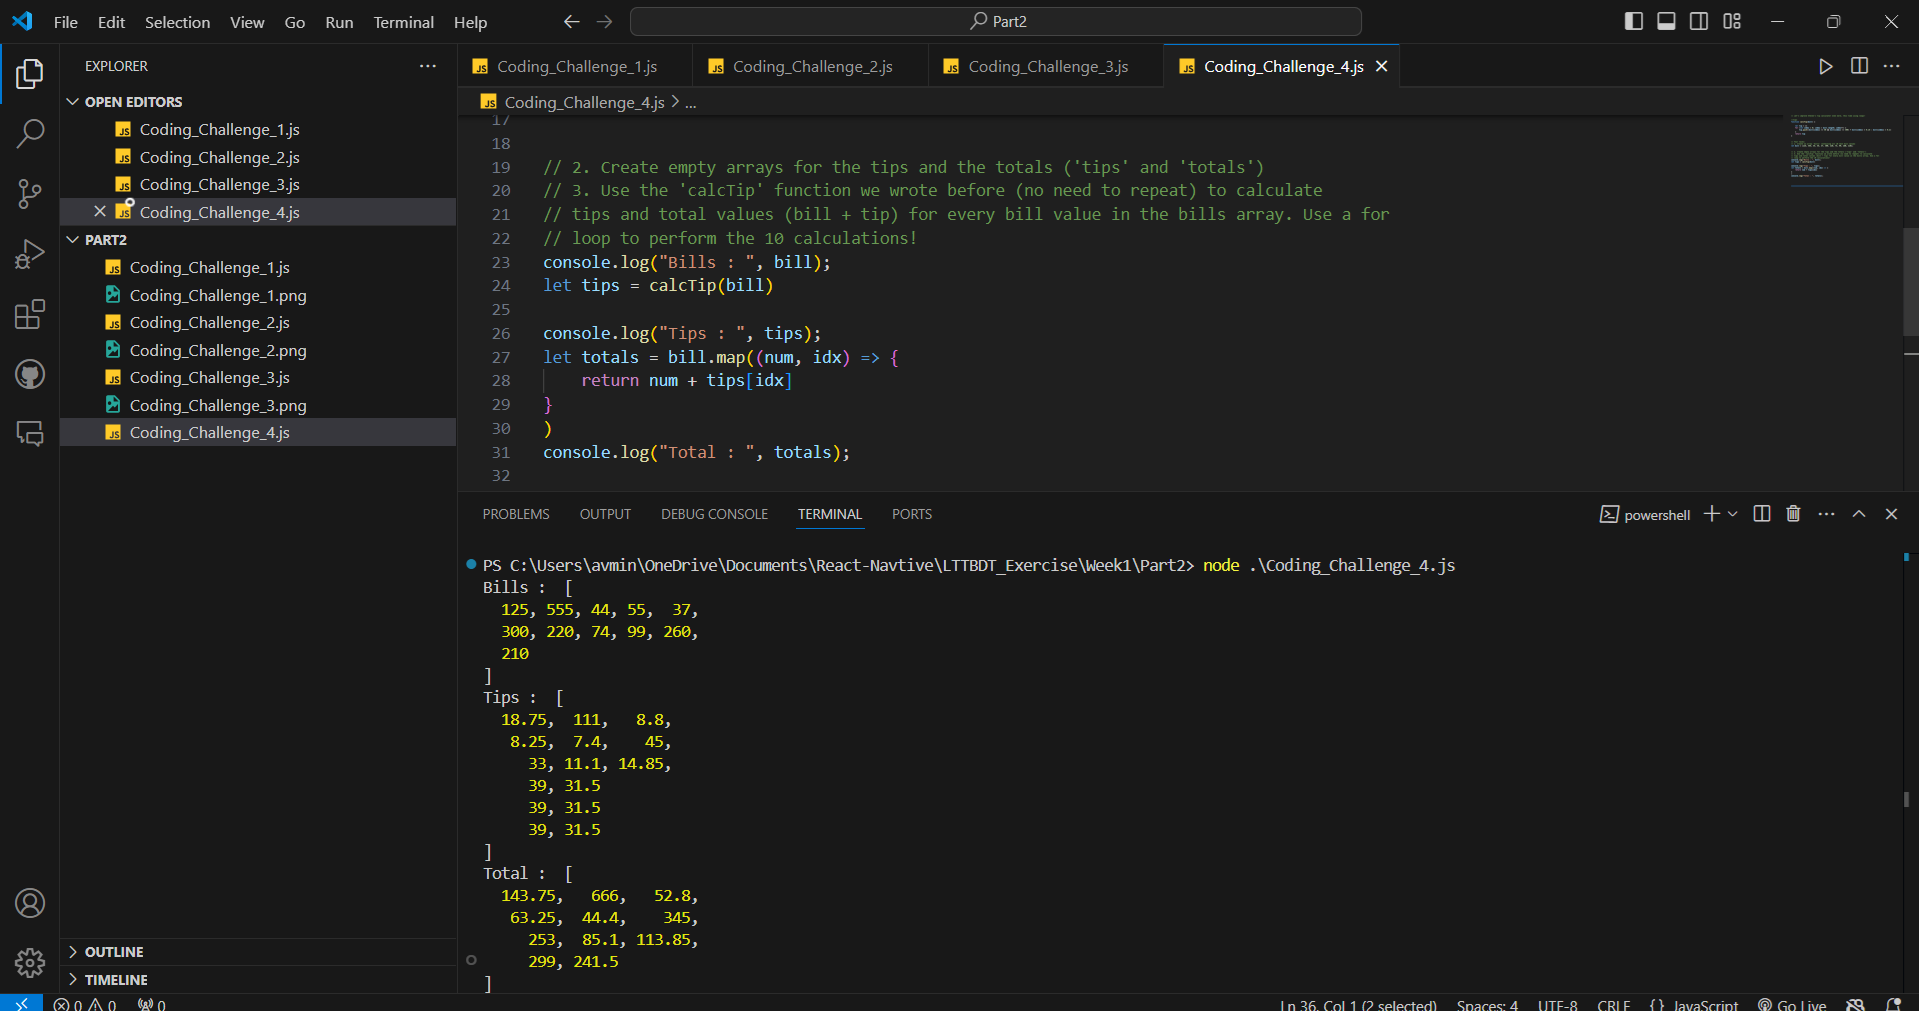 File Edit Selection View Go Run Terminal Help
Part2
EXPLORER
OPEN EDITORS
Coding_Challenge_1.js
Coding_Challenge_2.js
Coding_Challenge_3.js
Coding_Challenge_4.js
PART2
Coding_Challenge_1.js
Coding_Challenge_1.png
Coding_Challenge_2.js
Coding_Challenge_2.png
Coding_Challenge_3.js
Coding_Challenge_3.png
Coding_Challenge_4.js
OUTLINE
TIMELINE
Coding_Challenge_1.js Coding_Challenge_2.js Coding_Challenge_3.js Coding_Challenge_4.js
Coding_Challenge_4.js > ...
17
18
19 // 2. Create empty arrays for the tips and the totals ('tips' and 'totals')
20 // 3. Use the 'calcTip' function we wrote before (no need to repeat) to calculate
21 // tips and total values (bill + tip) for every bill value in the bills array. Use a for
22 // loop to perform the 10 calculations!
23 console.log("Bills : ", bill);
24 let tips = calcTip(bill)
25
26 console.log("Tips : ", tips);
27 let totals = bill.map((num, idx) => {
28 return num + tips[idx]
29 }
30 )
31 console.log("Total : ", totals);
32
PROBLEMS OUTPUT DEBUG CONSOLE TERMINAL PORTS
powershell
PS C:\Users\avmin\OneDrive\Documents\React-Navtive\LTTBDT_Exercise\Week1\Part2> node .\Coding_Challenge_4.js
Bills : [
125, 555, 44, 55, 37,
300, 220, 74, 99, 260,
210
]
Tips : [
18.75, 111, 8.8,
8.25, 7.4, 45,
33, 11.1, 14.85,
39, 31.5
39, 31.5
39, 31.5
]
Total : [
143.75, 666, 52.8,
63.25, 44.4, 345,
253, 85.1, 113.85,
299, 241.5
]
0 0 0 Ln 36, Col 1 (2 selected) Spaces: 4 UTF-8 CRLF {} JavaScript Go Live